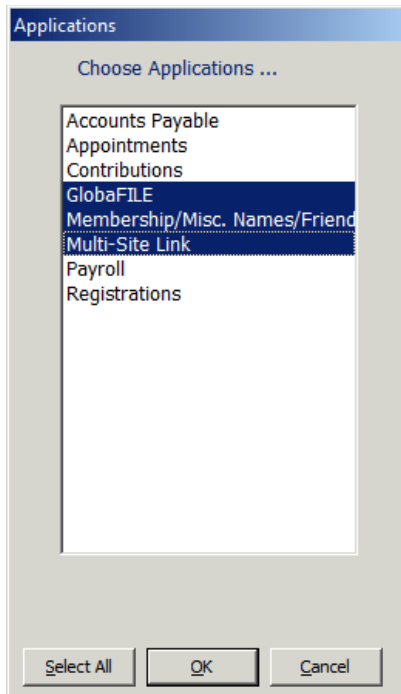 Applications
Choose Applications ...
Accounts Payable
Appointments
Contributions
GlobaFILE
Membership/Misc. Names/Friend
Multi-Site Link
Payroll
Registrations
Select All OK Cancel